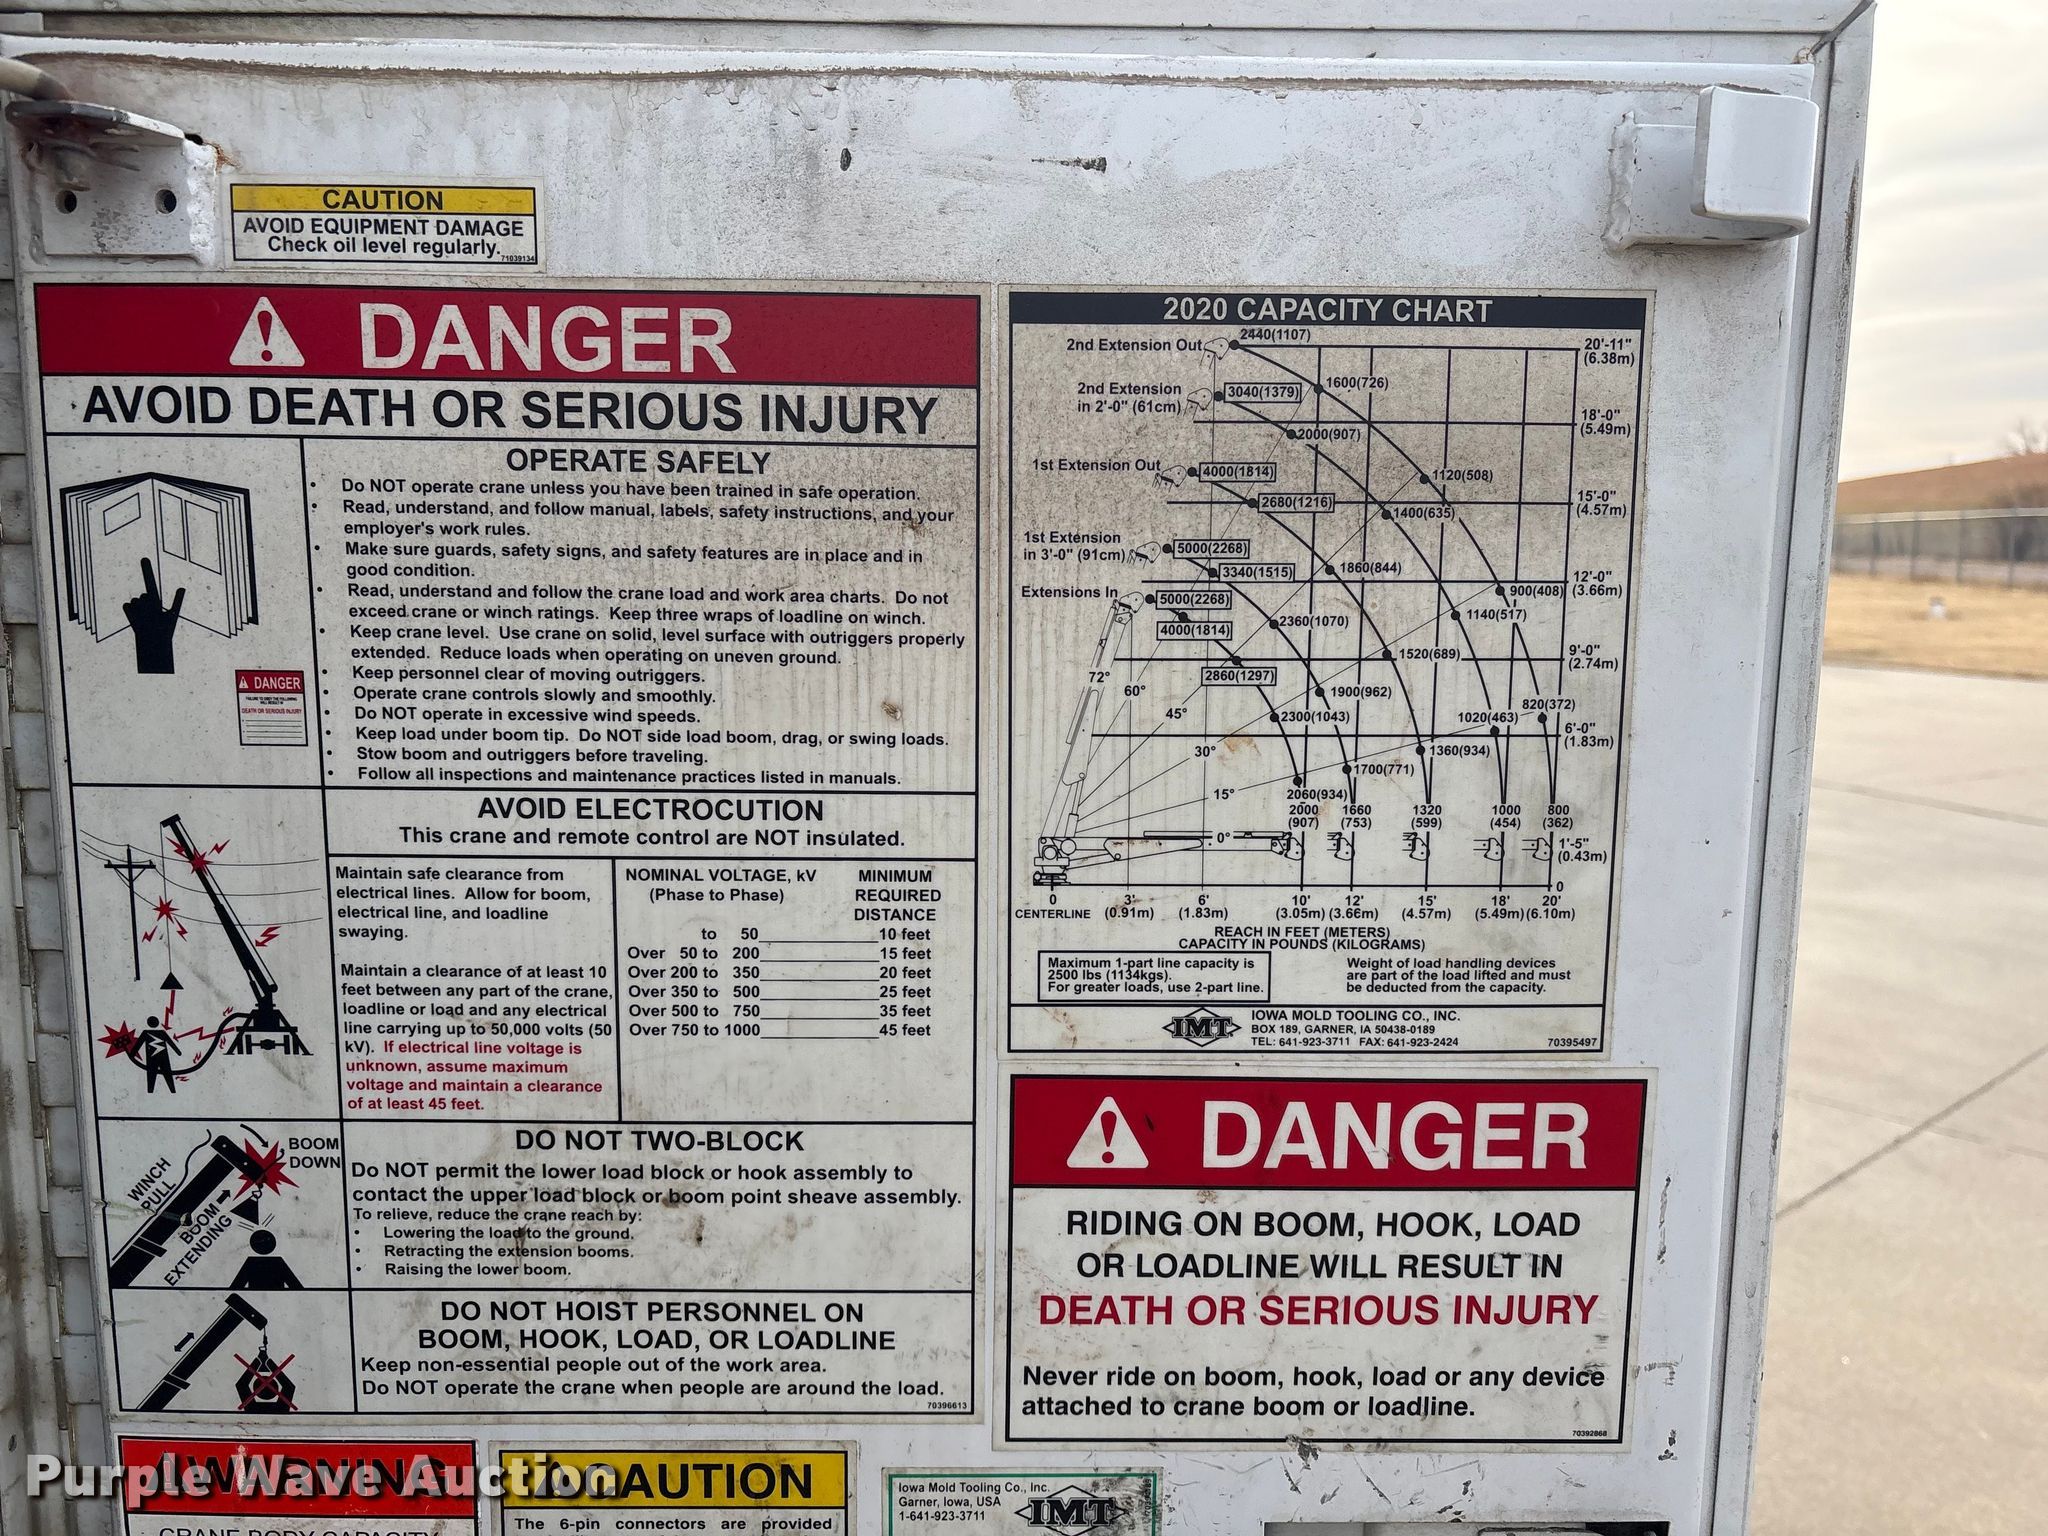 CAUTION
AVOID EQUIPMENT DAMAGE
Check oil level regularly.
71039134
DANGER
AVOID DEATH OR SERIOUS INJURY
OPERATE SAFELY
• Do NOT operate crane unless you have been trained in safe operation.
• Read, understand, and follow manual, labels, safety instructions, and your
employer's work rules.
• Make sure guards, safety signs, and safety features are in place and in
good condition.
• Read, understand and follow the crane load and work area charts. Do not
exceed crane or winch ratings. Keep three wraps of loadline on winch.
• Keep crane level. Use crane on solid, level surface with outriggers properly
extended. Reduce loads when operating on uneven ground.
• Keep personnel clear of moving outriggers.
• Operate crane controls slowly and smoothly.
• Do NOT operate in excessive wind speeds.
• Keep load under boom tip. Do NOT side load boom, drag, or swing loads.
• Stow boom and outriggers before traveling.
• Follow all inspections and maintenance practices listed in manuals.
DANGER
DEATH OR SERIOUS INJURY
AVOID ELECTROCUTION
This crane and remote control are NOT insulated.
Maintain safe clearance from
electrical lines. Allow for boom,
electrical line, and loadline
swaying.
Maintain a clearance of at least 10
feet between any part of the crane,
loadline or load and any electrical
line carrying up to 50,000 volts (50
kV). If electrical line voltage is
unknown, assume maximum
voltage and maintain a clearance
of at least 45 feet.
NOMINAL VOLTAGE, kV
(Phase to Phase)
MINIMUM
REQUIRED
DISTANCE
to 50 10 feet
Over 50 to 200 15 feet
Over 200 to 350 20 feet
Over 350 to 500 25 feet
Over 500 to 750 35 feet
Over 750 to 1000 45 feet
BOOM
DOWN
WINCH
PULL
BOOM
EXTENDING
DO NOT TWO-BLOCK
Do NOT permit the lower load block or hook assembly to
contact the upper load block or boom point sheave assembly.
To relieve, reduce the crane reach by:
• Lowering the load to the ground.
• Retracting the extension booms.
• Raising the lower boom.
DO NOT HOIST PERSONNEL ON
BOOM, HOOK, LOAD, OR LOADLINE
Keep non-essential people out of the work area.
Do NOT operate the crane when people are around the load.
70396613
2020 CAPACITY CHART
2nd Extension Out
2440(1107)
20'-11"
(6.38m)
2nd Extension
in 2'-0" (61cm)
3040(1379)
1600(726)
18'-0"
(5.49m)
2000(907)
1st Extension Out
4000(1814)
1120(508)
2680(1216)
15'-0"
(4.57m)
1400(635)
1st Extension
in 3'-0" (91cm)
5000(2268)
3340(1515)
1860(844)
12'-0"
(3.66m)
Extensions In
5000(2268)
900(408)
4000(1814)
2360(1070)
1140(517)
9'-0"
(2.74m)
1520(689)
2860(1297)
72°
60°
45°
30°
15°
0°
1900(962)
2300(1043)
820(372)
1020(463)
6'-0"
(1.83m)
1360(934)
1700(771)
2060(934)
2000
(907)
1660
(753)
1320
(599)
1000
(454)
800
(362)
1'-5"
(0.43m)
0
0 3' 6' 10' 12' 15' 18' 20'
CENTERLINE (0.91m) (1.83m) (3.05m) (3.66m) (4.57m) (5.49m) (6.10m)
REACH IN FEET (METERS)
CAPACITY IN POUNDS (KILOGRAMS)
Maximum 1-part line capacity is
2500 lbs (1134kgs).
For greater loads, use 2-part line.
Weight of load handling devices
are part of the load lifted and must
be deducted from the capacity.
IMT
IOWA MOLD TOOLING CO., INC.
BOX 189, GARNER, IA 50438-0189
TEL: 641-923-3711 FAX: 641-923-2424
70395497
DANGER
RIDING ON BOOM, HOOK, LOAD
OR LOADLINE WILL RESULT IN
DEATH OR SERIOUS INJURY
Never ride on boom, hook, load or any device
attached to crane boom or loadline.
70392868
WARNING
CRANE BODY CAPACITY
CAUTION
The 6-pin connectors are provided
Iowa Mold Tooling Co., Inc.
Garner, Iowa, USA
1-641-923-3711
IMT
Purple Wave Auction